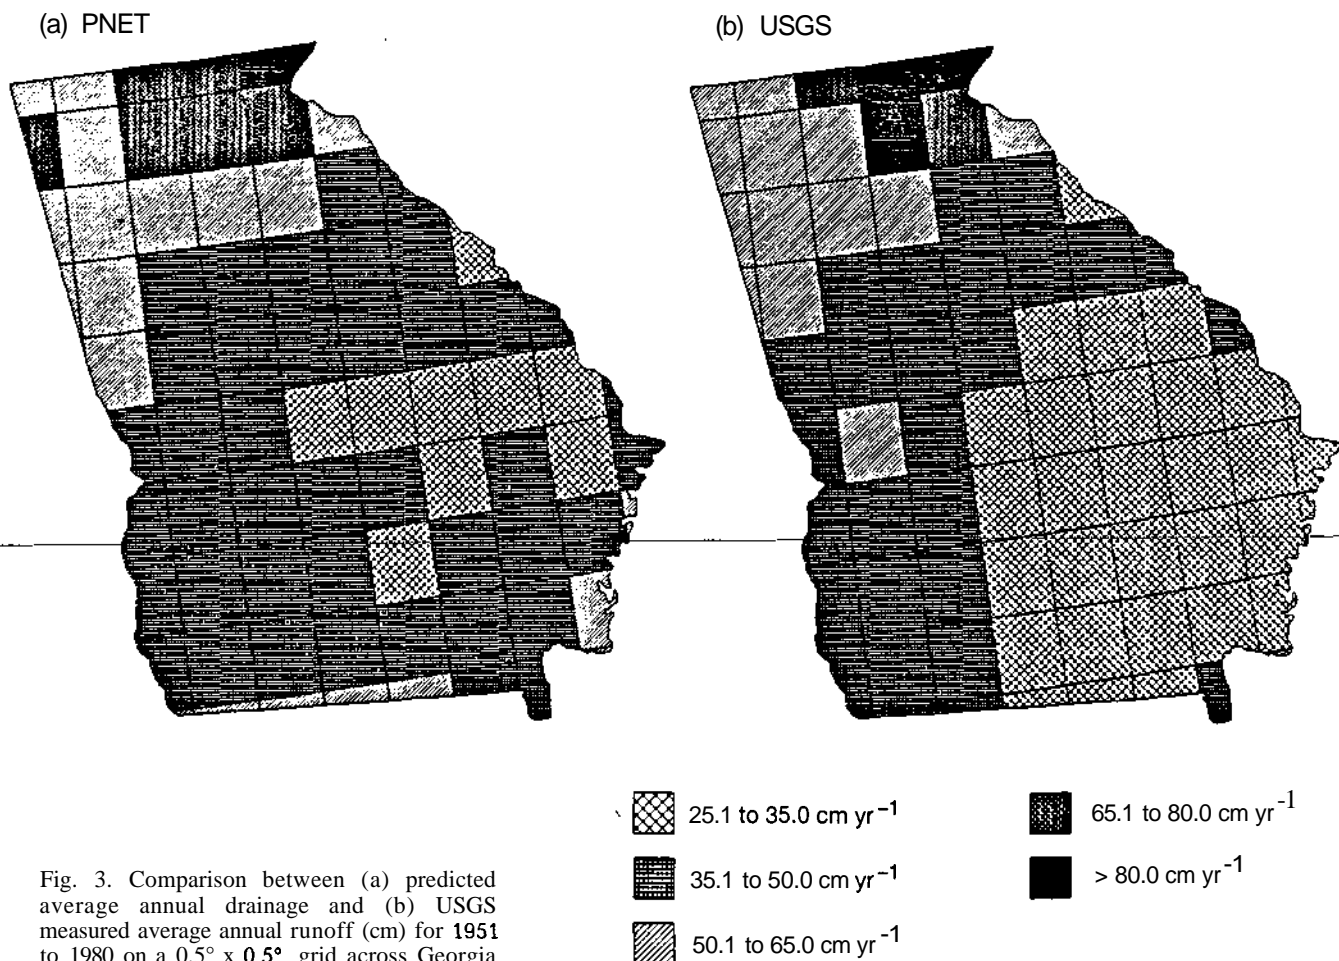 (a) PNET
(b) USGS
25.1 to 35.0 cm yr⁻¹
65.1 to 80.0 cm yr⁻¹
35.1 to 50.0 cm yr⁻¹
> 80.0 cm yr⁻¹
50.1 to 65.0 cm yr⁻¹
Fig. 3. Comparison between (a) predicted
average annual drainage and (b) USGS
measured average annual runoff (cm) for 1951
to 1980 on a 0.5° x 0.5° grid across Georgia